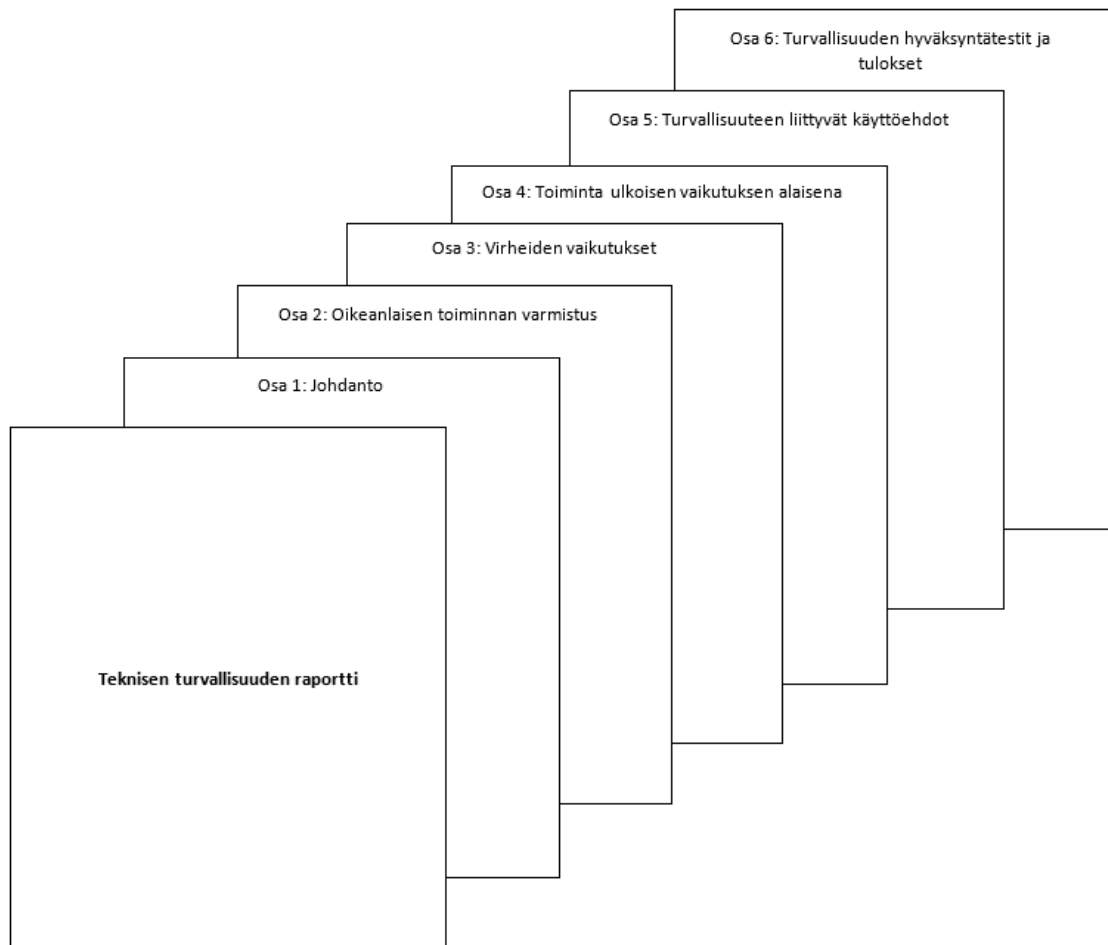 Osa 6: Turvallisuuden hyväksyntätestit ja
tulokset
Osa 5: Turvallisuuteen liittyvät käyttöehdot
Osa 4: Toiminta ulkoisen vaikutuksen alaisena
Osa 3: Virheiden vaikutukset
Osa 2: Oikeanlaisen toiminnan varmistus
Osa 1: Johdanto
Teknisen turvallisuuden raportti